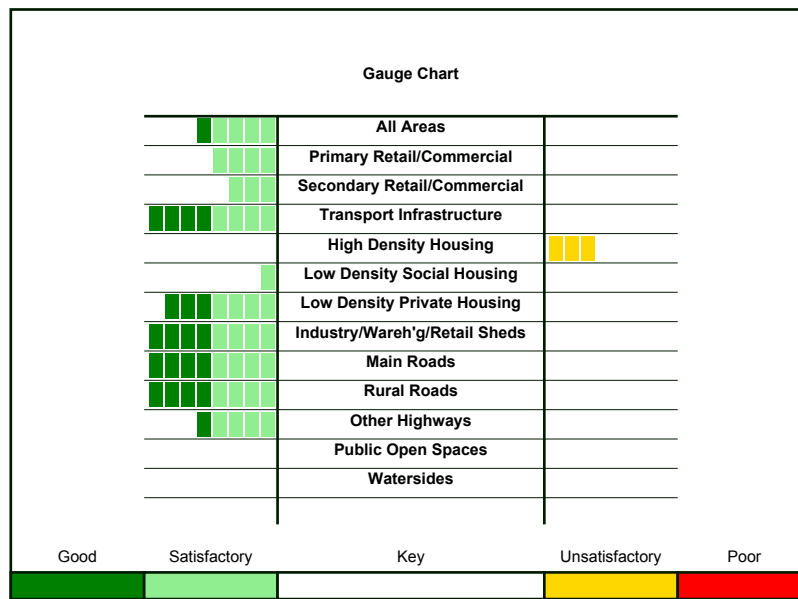 Gauge Chart
All Areas
Primary Retail/Commercial
Secondary Retail/Commercial
Transport Infrastructure
High Density Housing
Low Density Social Housing
Low Density Private Housing
Industry/Wareh'g/Retail Sheds
Main Roads
Rural Roads
Other Highways
Public Open Spaces
Watersides
Good Satisfactory Key Unsatisfactory Poor